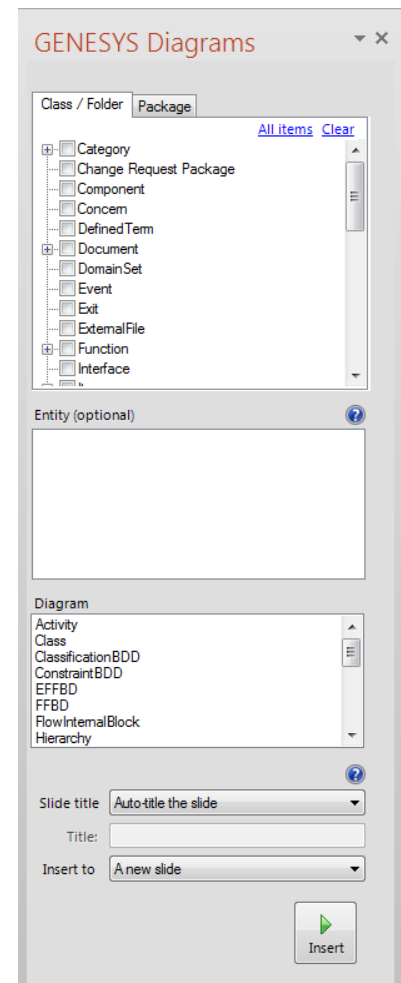 GENESYS Diagrams
Class / Folder Package
All items Clear
Category
Change Request Package
Component
Concern
DefinedTerm
Document
DomainSet
Event
Exit
ExternalFile
Function
Interface
Entity (optional)
Diagram
Activity
Class
ClassificationBDD
ConstraintBDD
EFFBD
FFBD
FlowInternalBlock
Hierarchy
Slide title Auto-title the slide
Title:
Insert to A new slide
Insert